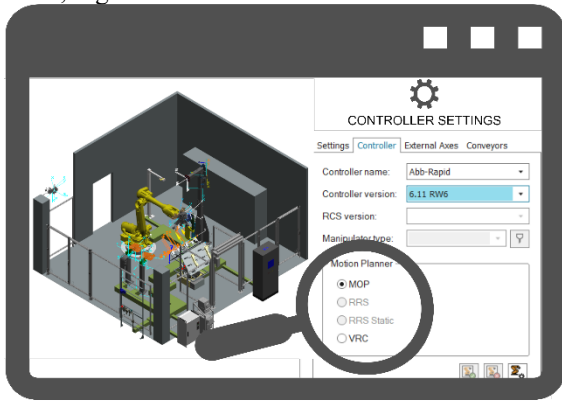 CONTROLLER SETTINGS
Settings Controller External Axes Conveyors
Controller name: Abb-Rapid
Controller version: 6.11 RW6
RCS version:
Manipulator type:
Motion Planner
MOP
RRS
RRS Static
VRC